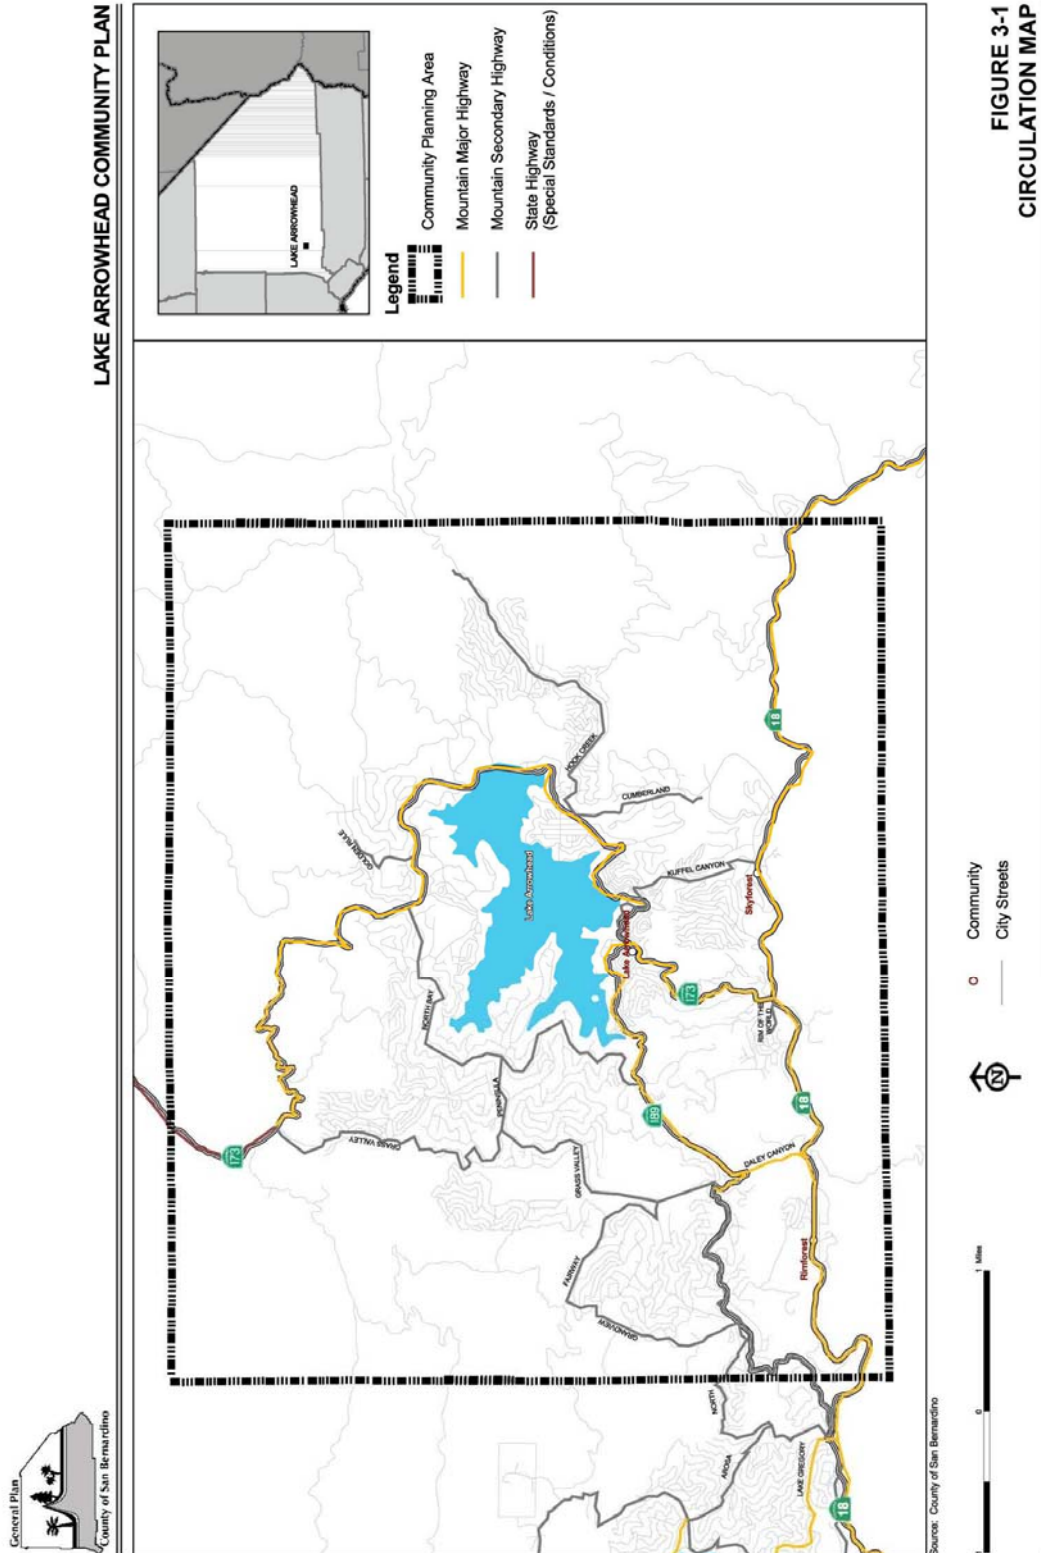 General Plan
County of San Bernardino
LAKE ARROWHEAD COMMUNITY PLAN
LAKE ARROWHEAD
Legend
Community Planning Area
Mountain Major Highway
Mountain Secondary Highway
State Highway
(Special Standards / Conditions)
173
GOLDEN RULE
GRASS VALLEY
NORTH BAY
PENINSULA
Lake Arrowhead
HOOK CREEK
CUMBERLAND
GRASS VALLEY
FAIRWAY
GRANDVIEW
189
Lake Arrowhead
KUFFEL CANYON
173
Skyforest
RIM OF THE
WORLD
18
DALEY CANYON
18
Rimforest
NORTH
AROSA
LAKE GREGORY
18
Source: County of San Bernardino
0
1 Miles
N
Community
City Streets
FIGURE 3-1
CIRCULATION MAP